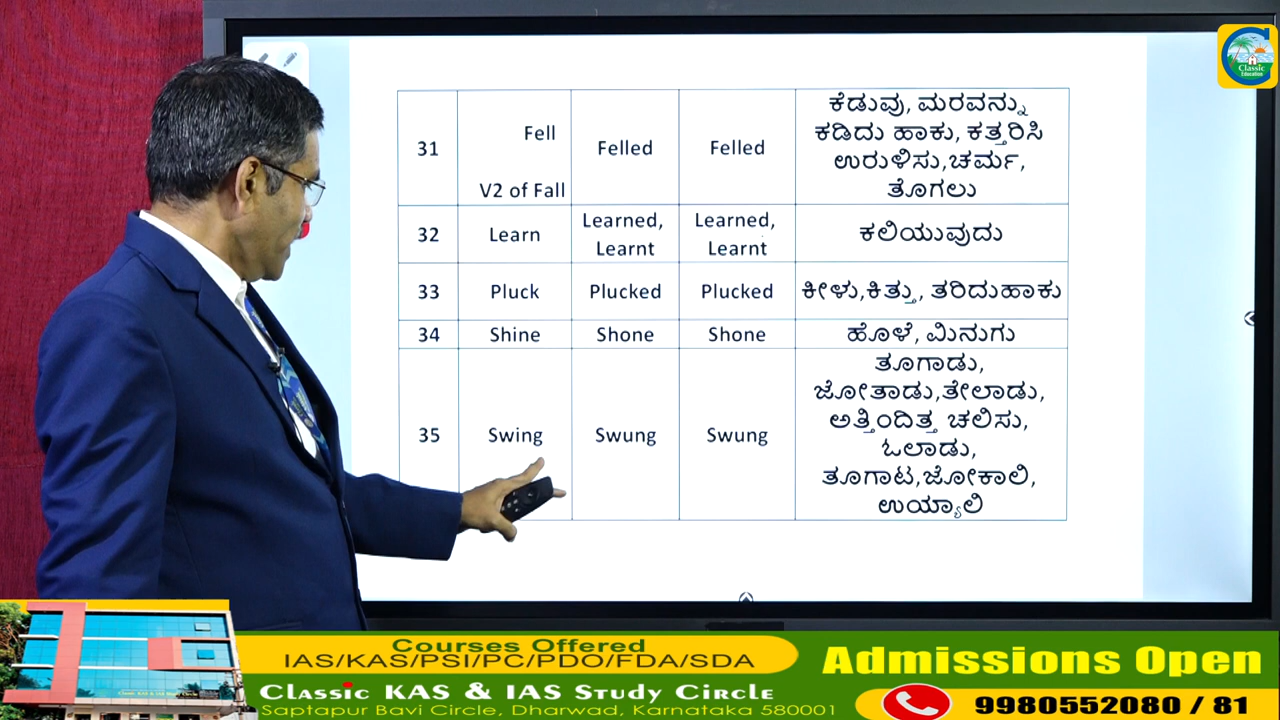 Classic
Education
31
Fell
V2 of Fall
Felled
Felled
ಕೆಡುವು, ಮರವನ್ನು
ಕಡಿದು ಹಾಕು, ಕತ್ತರಿಸಿ
ಉರುಳಿಸು,ಚರ್ಮ,
ತೊಗಲು
32
Learn
Learned,
Learnt
Learned,
Learnt
ಕಲಿಯುವುದು
33
Pluck
Plucked
Plucked
ಕೀಳು,ಕಿತ್ತು, ತರಿದುಹಾಕು
34
Shine
Shone
Shone
ಹೊಳೆ, ಮಿನುಗು
35
Swing
Swung
Swung
ತೂಗಾಡು,
ಜೋತಾಡು,ತೇಲಾಡು,
ಅತ್ತಿಂದಿತ್ತ ಚಲಿಸು,
ಓಲಾಡು,
ತೂಗಾಟ,ಜೋಕಾಲಿ,
ಉಯ್ಯಾಲಿ
Courses Offered
IAS/KAS/PSI/PC/PDO/FDA/SDA
Classic KAS & IAS Study Circle
Saptapur Bavi Circle, Dharwad, Karnataka 580001
Admissions Open
9980552080 / 81